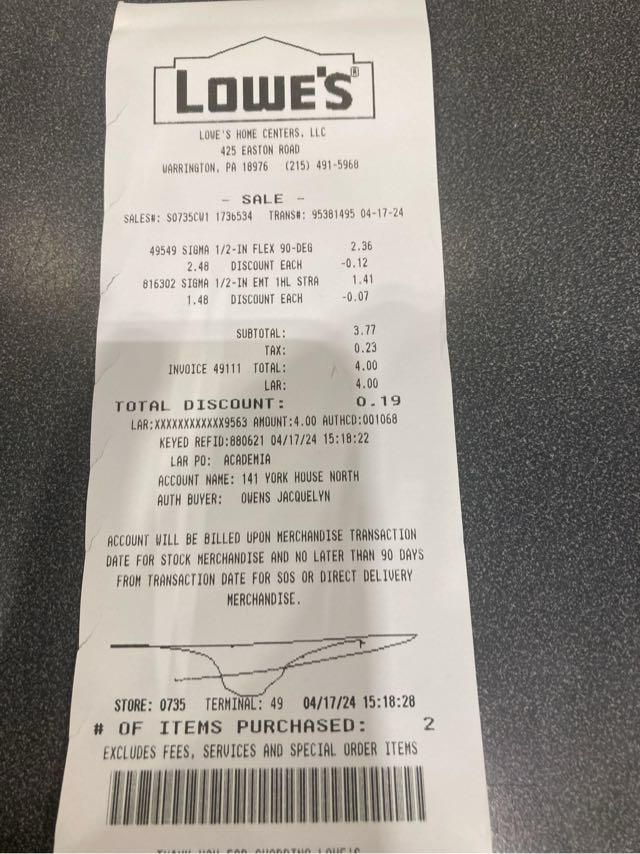 LOWE'S®
LOWE'S HOME CENTERS, LLC
425 EASTON ROAD
WARRINGTON, PA 18976 (215) 491-5968
- SALE -
SALES#: S0735CW1 1736534 TRANS#: 95381495 04-17-24
49549 SIGMA 1/2-IN FLEX 90-DEG 2.36
2.48 DISCOUNT EACH -0.12
816302 SIGMA 1/2-IN EMT 1HL STRA 1.41
1.48 DISCOUNT EACH -0.07
SUBTOTAL: 3.77
TAX: 0.23
INVOICE 49111 TOTAL: 4.00
LAR: 4.00
TOTAL DISCOUNT: 0.19
LAR:XXXXXXXXXXXX9563 AMOUNT:4.00 AUTHCD:001068
KEYED REFID:880621 04/17/24 15:18:22
LAR PO: ACADEMIA
ACCOUNT NAME: 141 YORK HOUSE NORTH
AUTH BUYER: OWENS JACQUELYN
ACCOUNT WILL BE BILLED UPON MERCHANDISE TRANSACTION
DATE FOR STOCK MERCHANDISE AND NO LATER THAN 90 DAYS
FROM TRANSACTION DATE FOR SOS OR DIRECT DELIVERY
MERCHANDISE.
STORE: 0735 TERMINAL: 49 04/17/24 15:18:28
# OF ITEMS PURCHASED: 2
EXCLUDES FEES, SERVICES AND SPECIAL ORDER ITEMS